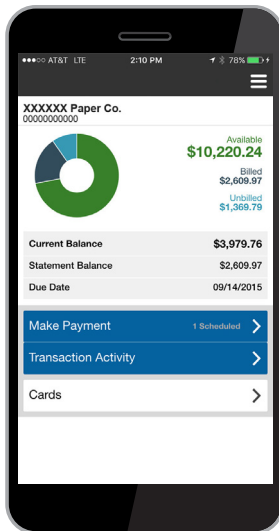 AT&T LTE 2:10 PM 78%
XXXXXX Paper Co.
00000000000
Available
$10,220.24
Billed
$2,609.97
Unbilled
$1,369.79
Current Balance $3,979.76
Statement Balance $2,609.97
Due Date 09/14/2015
Make Payment 1 Scheduled
Transaction Activity
Cards